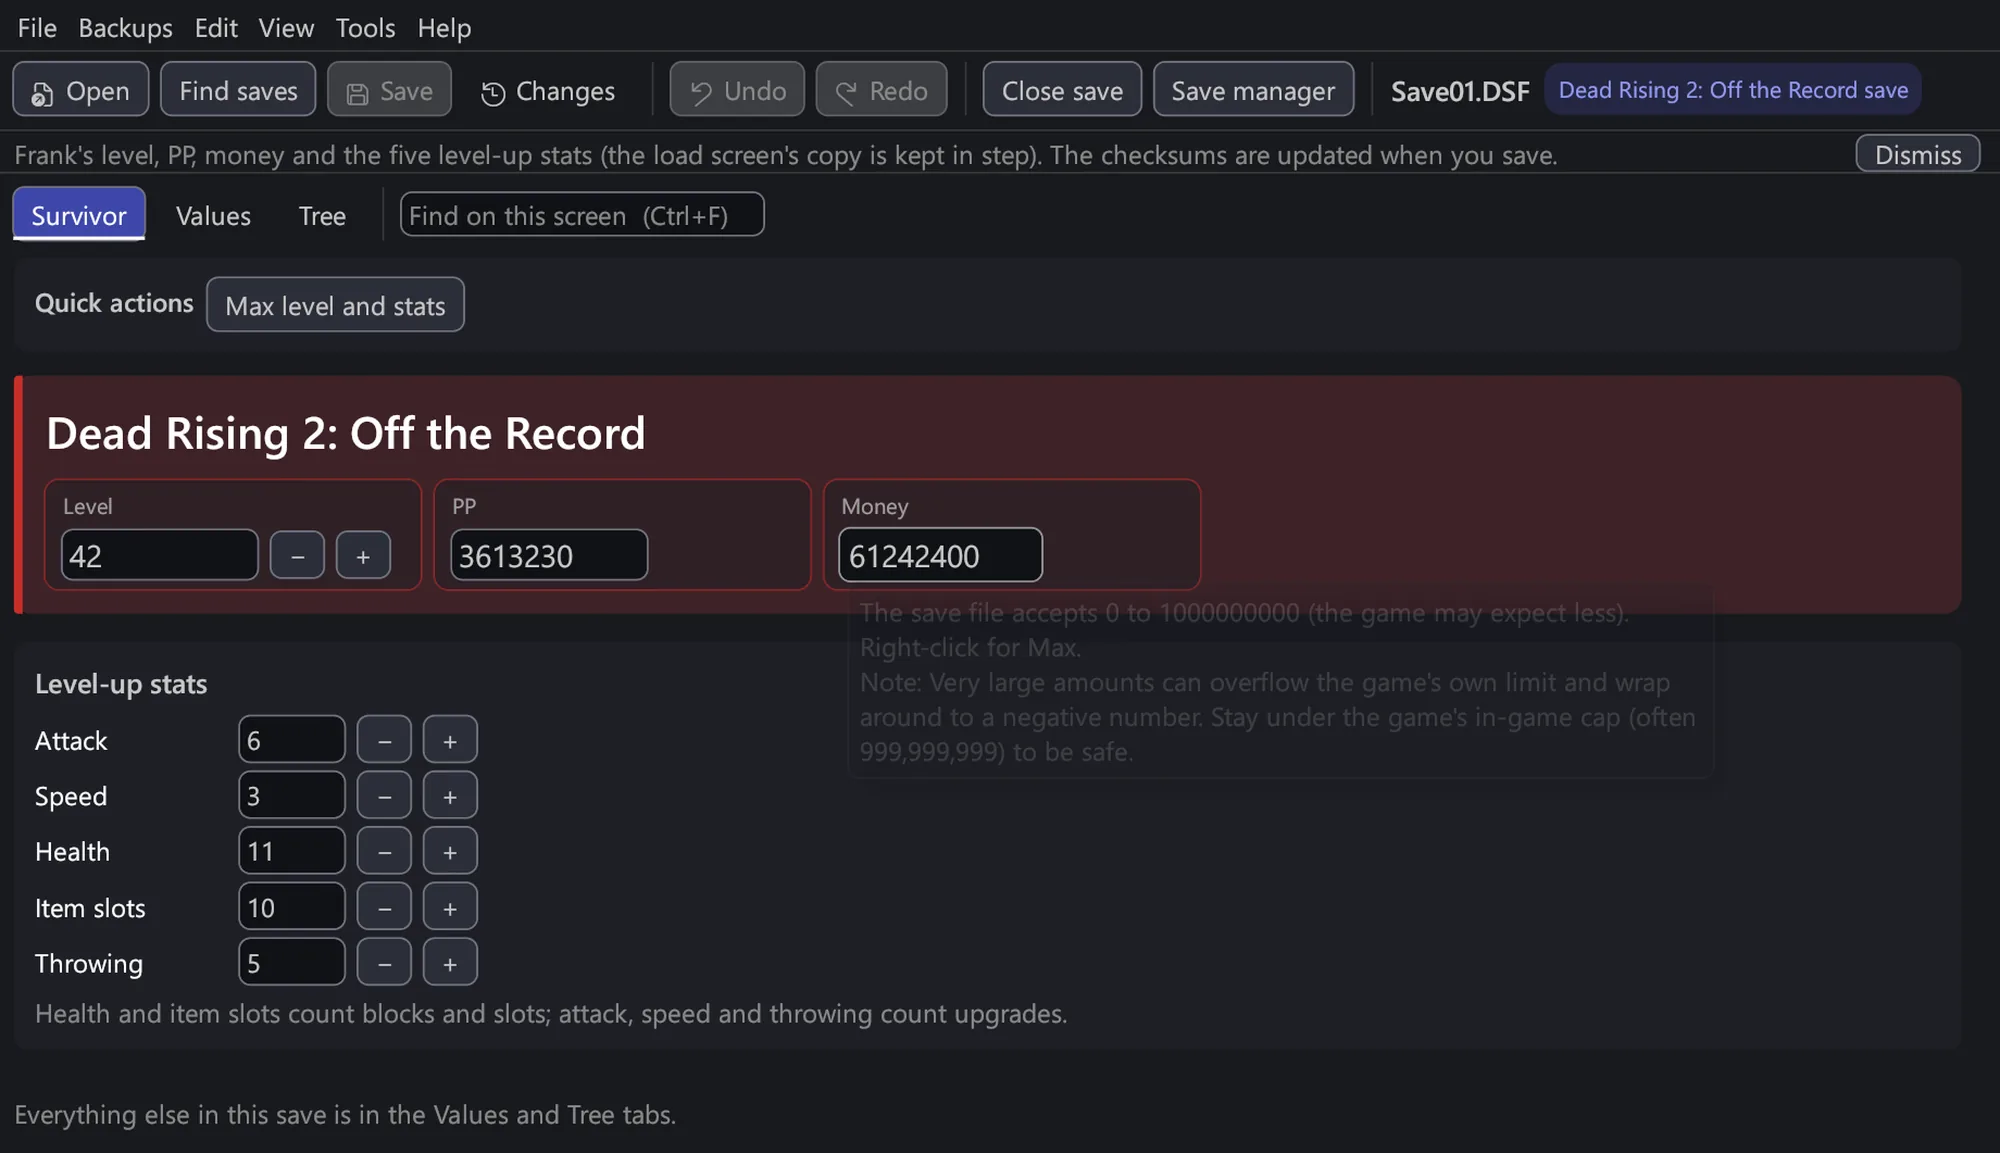 File Backups Edit View Tools Help
Open Find saves Save Changes Undo Redo Close save Save manager Save01.DSF Dead Rising 2: Off the Record save
Frank's level, PP, money and the five level-up stats (the load screen's copy is kept in step). The checksums are updated when you save. Dismiss
Survivor Values Tree Find on this screen (Ctrl+F)
Quick actions Max level and stats
Dead Rising 2: Off the Record
Level PP Money
42 − + 3613230 61242400
The save file accepts 0 to 1000000000 (the game may expect less).
Right-click for Max.
Note: Very large amounts can overflow the game's own limit and wrap
around to a negative number. Stay under the game's in-game cap (often
999,999,999) to be safe.
Level-up stats
Attack 6 − +
Speed 3 − +
Health 11 − +
Item slots 10 − +
Throwing 5 − +
Health and item slots count blocks and slots; attack, speed and throwing count upgrades.
Everything else in this save is in the Values and Tree tabs.